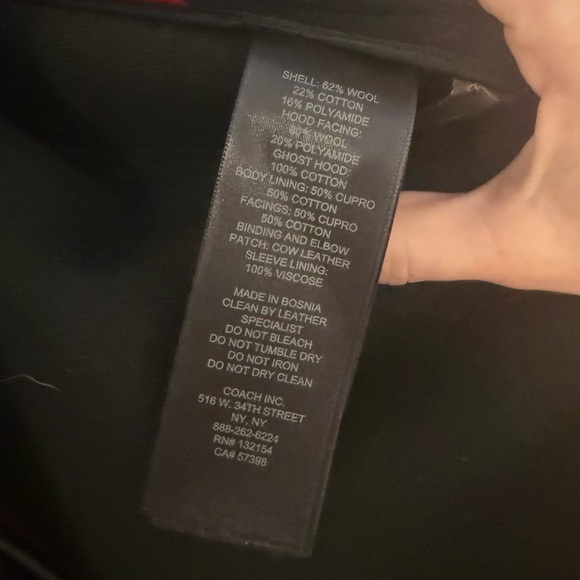 SHELL: 62% WOOL
22% COTTON
16% POLYAMIDE
HOOD FACING:
80% WOOL
20% POLYAMIDE
GHOST HOOD:
100% COTTON
BODY LINING: 50% CUPRO
50% COTTON
FACINGS: 50% CUPRO
50% COTTON
BINDING AND ELBOW
PATCH: COW LEATHER
SLEEVE LINING:
100% VISCOSE
MADE IN BOSNIA
CLEAN BY LEATHER
SPECIALIST
DO NOT BLEACH
DO NOT TUMBLE DRY
DO NOT IRON
DO NOT DRY CLEAN
COACH INC.
516 W. 34TH STREET
NY, NY
888-262-6224
RN# 132154
CA# 57398